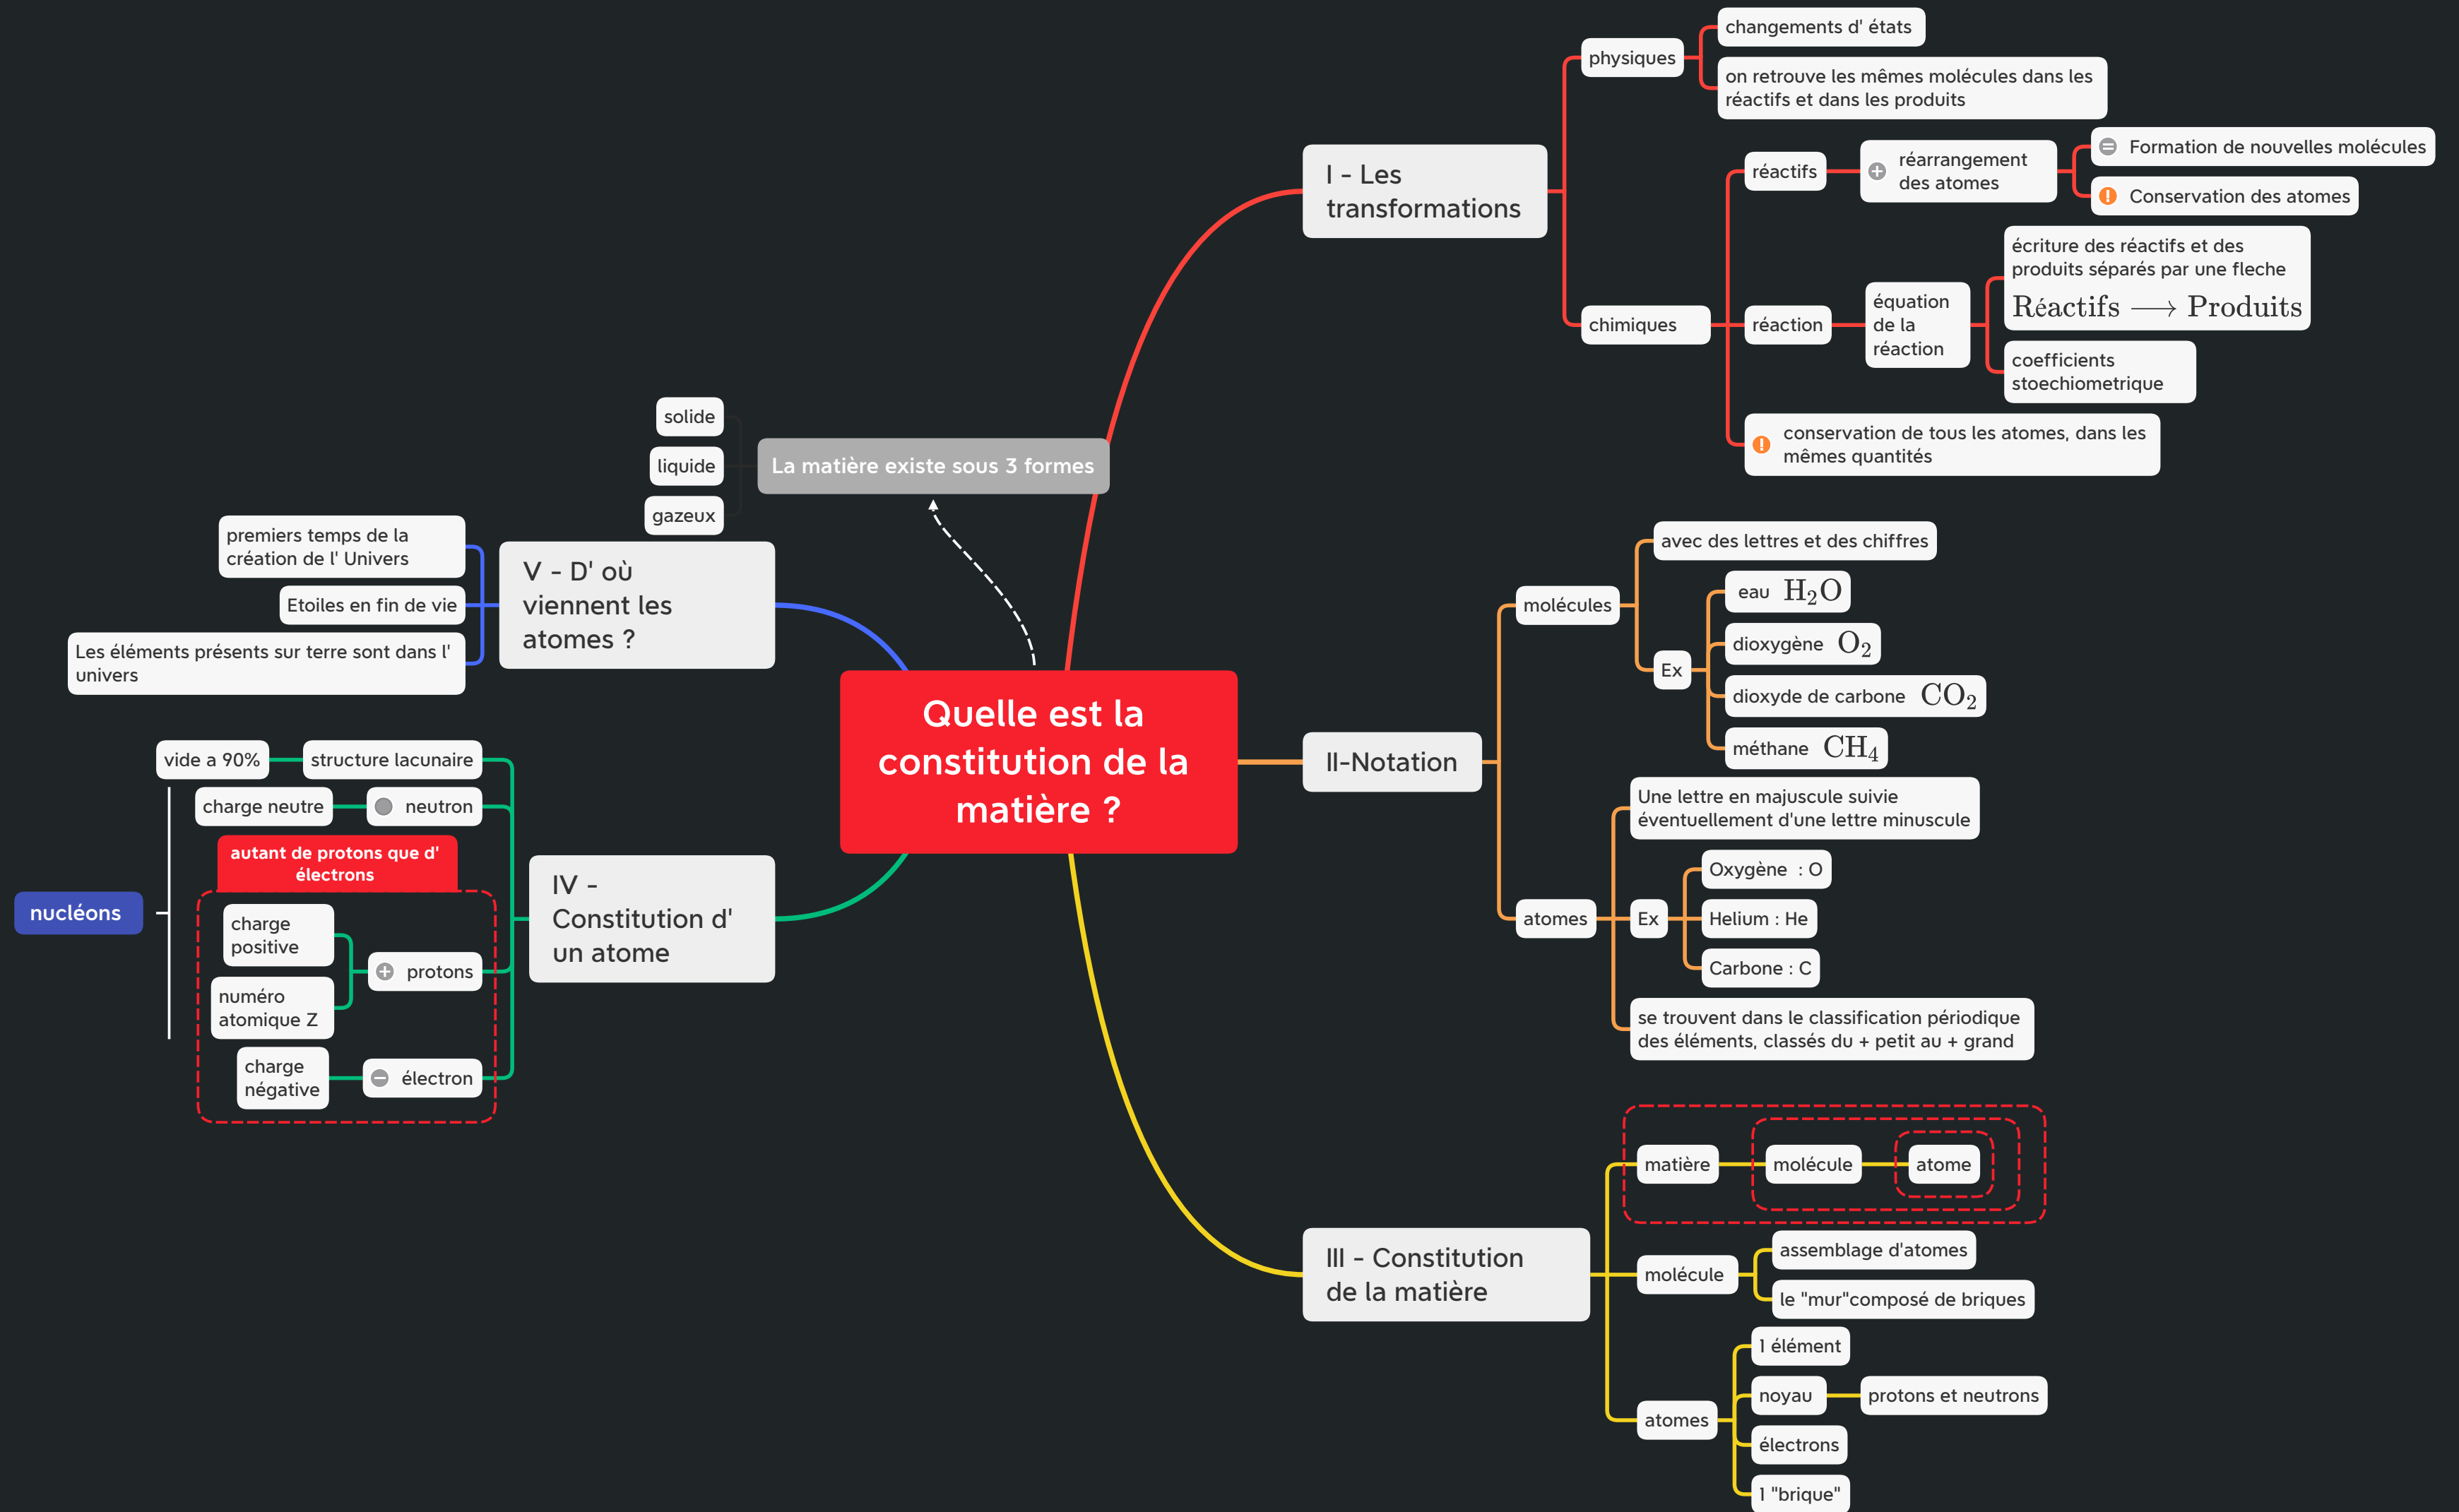 Quelle est la
constitution de la
matière ?
La matière existe sous 3 formes
solide
liquide
gazeux
I - Les
transformations
physiques
changements d' états
on retrouve les mêmes molécules dans les
réactifs et dans les produits
chimiques
réactifs
réarrangement
des atomes
Formation de nouvelles molécules
Conservation des atomes
réaction
équation
de la
réaction
écriture des réactifs et des
produits séparés par une fleche
Réactifs ⟶ Produits
coefficients
stoechiometrique
conservation de tous les atomes, dans les
mêmes quantités
II-Notation
molécules
avec des lettres et des chiffres
Ex
eau H₂O
dioxygène O₂
dioxyde de carbone CO₂
méthane CH₄
atomes
Une lettre en majuscule suivie
éventuellement d'une lettre minuscule
Ex
Oxygène : O
Helium : He
Carbone : C
se trouvent dans le classification périodique
des éléments, classés du + petit au + grand
III - Constitution
de la matière
matière
molécule
atome
molécule
assemblage d'atomes
le "mur"composé de briques
atomes
1 élément
noyau
protons et neutrons
électrons
1 "brique"
IV -
Constitution d'
un atome
structure lacunaire
vide a 90%
neutron
charge neutre
autant de protons que d'
électrons
protons
charge
positive
numéro
atomique Z
électron
charge
négative
nucléons
V - D' où
viennent les
atomes ?
premiers temps de la
création de l' Univers
Etoiles en fin de vie
Les éléments présents sur terre sont dans l'
univers